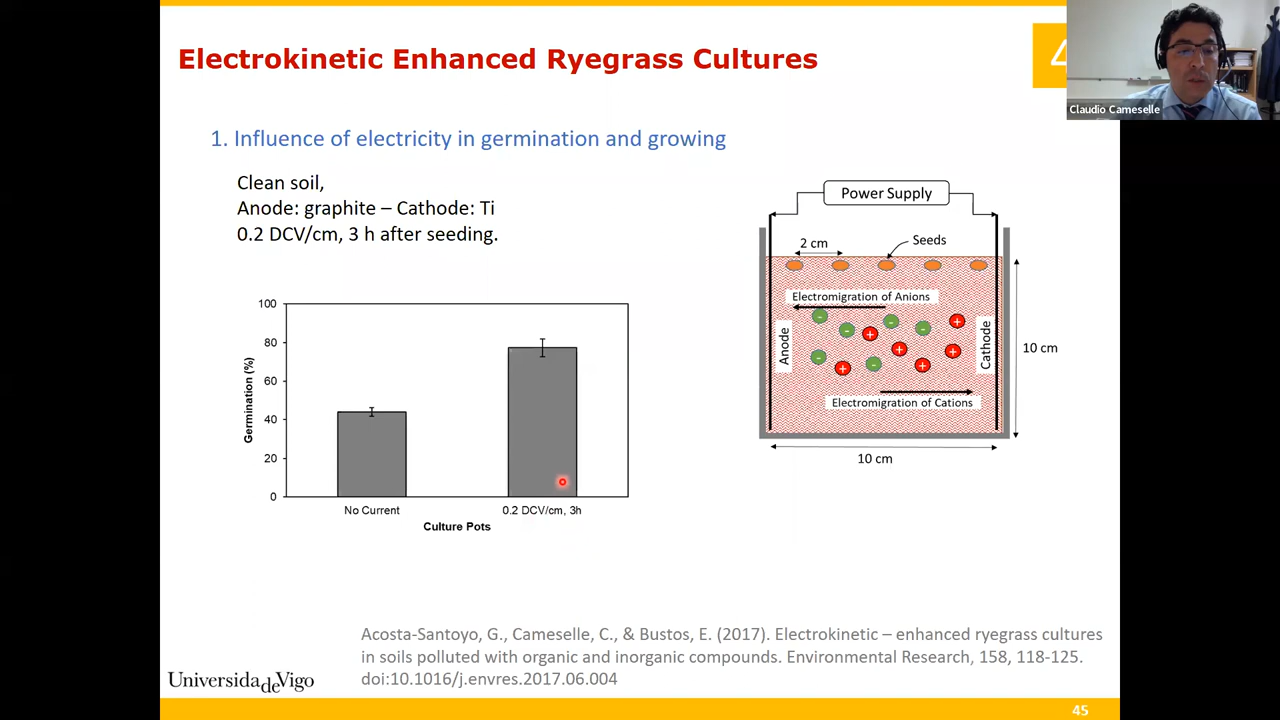 Electrokinetic Enhanced Ryegrass Cultures
Claudio Cameselle
1. Influence of electricity in germination and growing
Clean soil,
Anode: graphite – Cathode: Ti
0.2 DCV/cm, 3 h after seeding.
Power Supply
2 cm
Seeds
Electromigration of Anions
- - - - - - -
+ + + + + + +
Anode
Cathode
10 cm
Electromigration of Cations
10 cm
100
80
60
40
20
0
Germination (%)
No Current
0.2 DCV/cm, 3h
Culture Pots
Acosta-Santoyo, G., Cameselle, C., & Bustos, E. (2017). Electrokinetic – enhanced ryegrass cultures
in soils polluted with organic and inorganic compounds. Environmental Research, 158, 118-125.
doi:10.1016/j.envres.2017.06.004
UniversidadeVigo
45